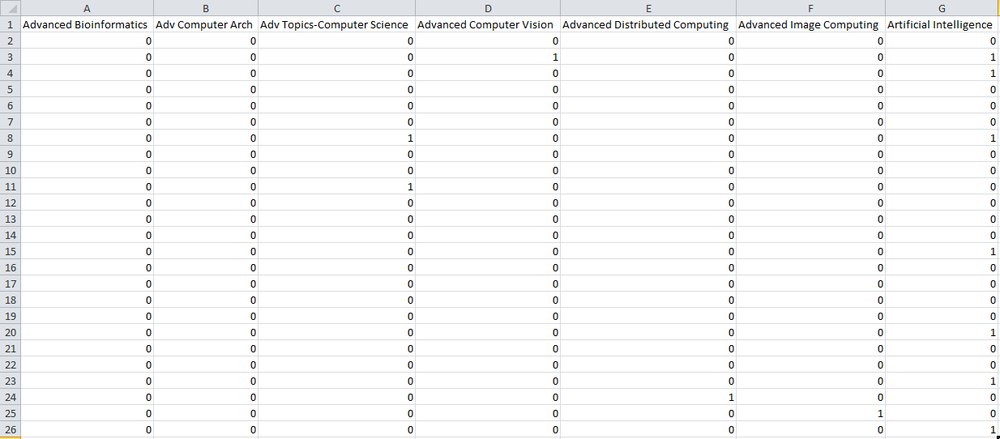 A B C D E F G
1 Advanced Bioinformatics Adv Computer Arch Adv Topics-Computer Science Advanced Computer Vision Advanced Distributed Computing Advanced Image Computing Artificial Intelligence
2 0 0 0 0 0 0 0
3 0 0 0 1 0 0 1
4 0 0 0 0 0 0 1
5 0 0 0 0 0 0 0
6 0 0 0 0 0 0 0
7 0 0 0 0 0 0 0
8 0 0 1 0 0 0 1
9 0 0 0 0 0 0 0
10 0 0 0 0 0 0 0
11 0 0 1 0 0 0 0
12 0 0 0 0 0 0 0
13 0 0 0 0 0 0 0
14 0 0 0 0 0 0 0
15 0 0 0 0 0 0 1
16 0 0 0 0 0 0 0
17 0 0 0 0 0 0 0
18 0 0 0 0 0 0 0
19 0 0 0 0 0 0 0
20 0 0 0 0 0 0 1
21 0 0 0 0 0 0 0
22 0 0 0 0 0 0 0
23 0 0 0 0 0 0 1
24 0 0 0 0 1 0 0
25 0 0 0 0 0 1 0
26 0 0 0 0 0 0 1